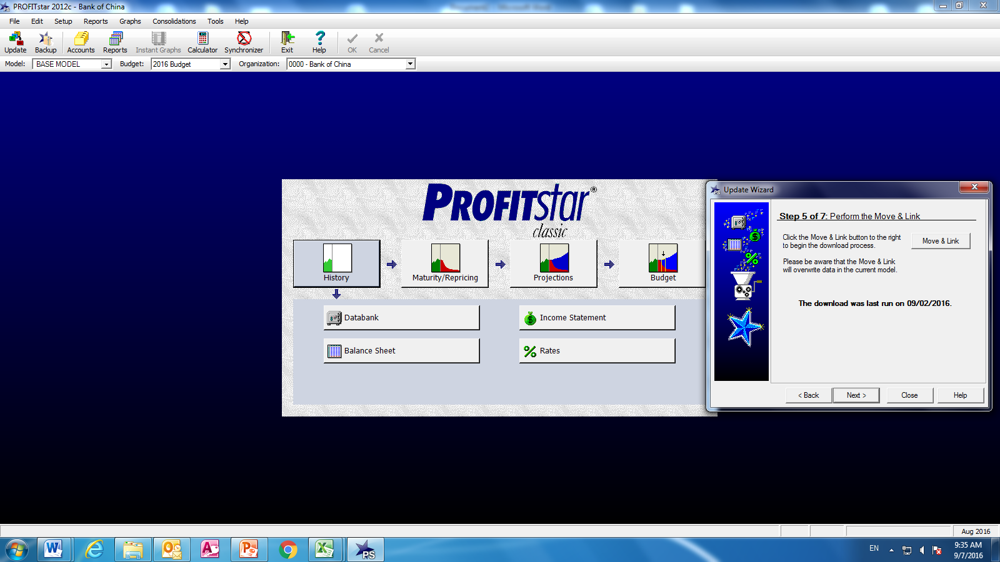 PROFITstar 2012c - Bank of China
File Edit Setup Reports Graphs Consolidations Tools Help
Update Backup Accounts Reports Instant Graphs Calculator Synchronizer Exit Help OK Cancel
Model: BASE MODEL Budget: 2016 Budget Organization: 0000 - Bank of China
PROFITstar®
classic
History Maturity/Repricing Projections Budget
Databank Income Statement
Balance Sheet Rates
Update Wizard
Step 5 of 7: Perform the Move & Link
Click the Move & Link button to the right
to begin the download process.
Move & Link
Please be aware that the Move & Link
will overwrite data in the current model.
The download was last run on 09/02/2016.
< Back Next > Close Help
Aug 2016
EN
9:35 AM
9/7/2016